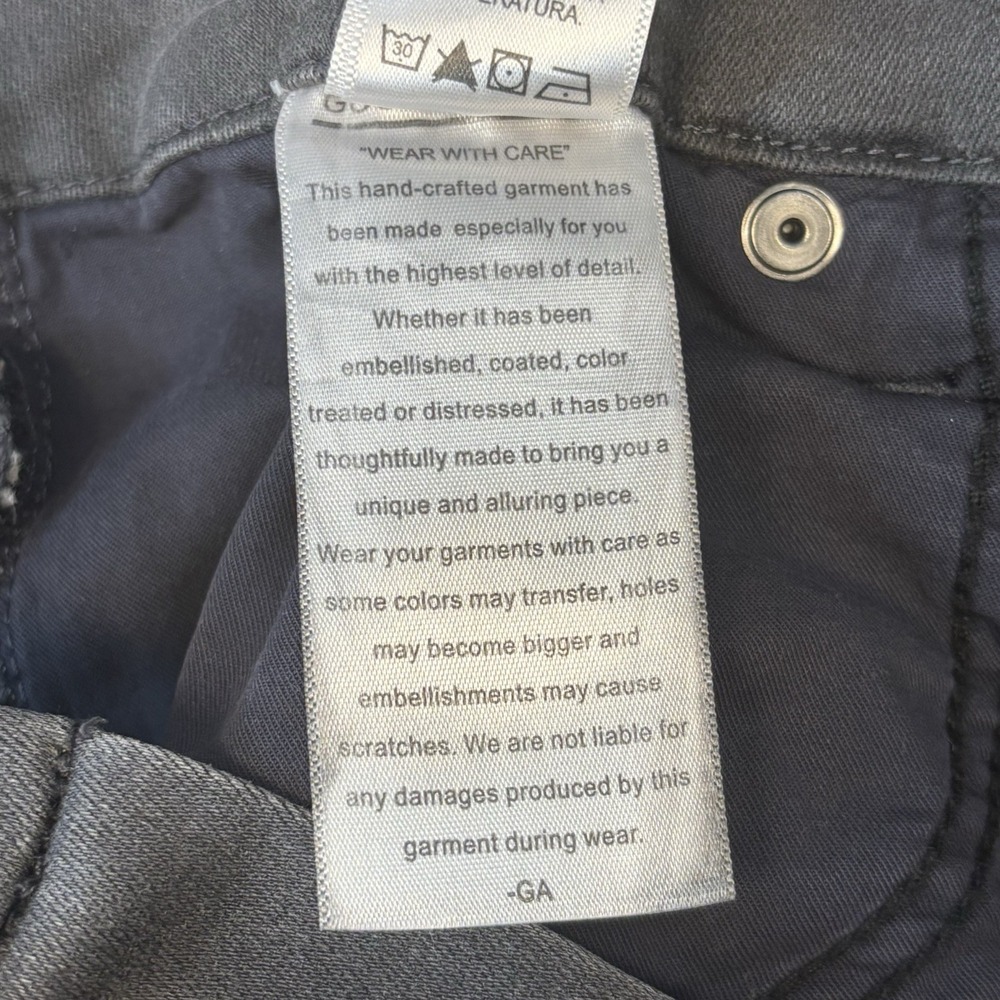 30
"WEAR WITH CARE"
This hand-crafted garment has
been made especially for you
with the highest level of detail.
Whether it has been
embellished, coated, color
treated or distressed, it has been
thoughtfully made to bring you a
unique and alluring piece.
Wear your garments with care as
some colors may transfer, holes
may become bigger and
embellishments may cause
scratches. We are not liable for
any damages produced by this
garment during wear.
-GA